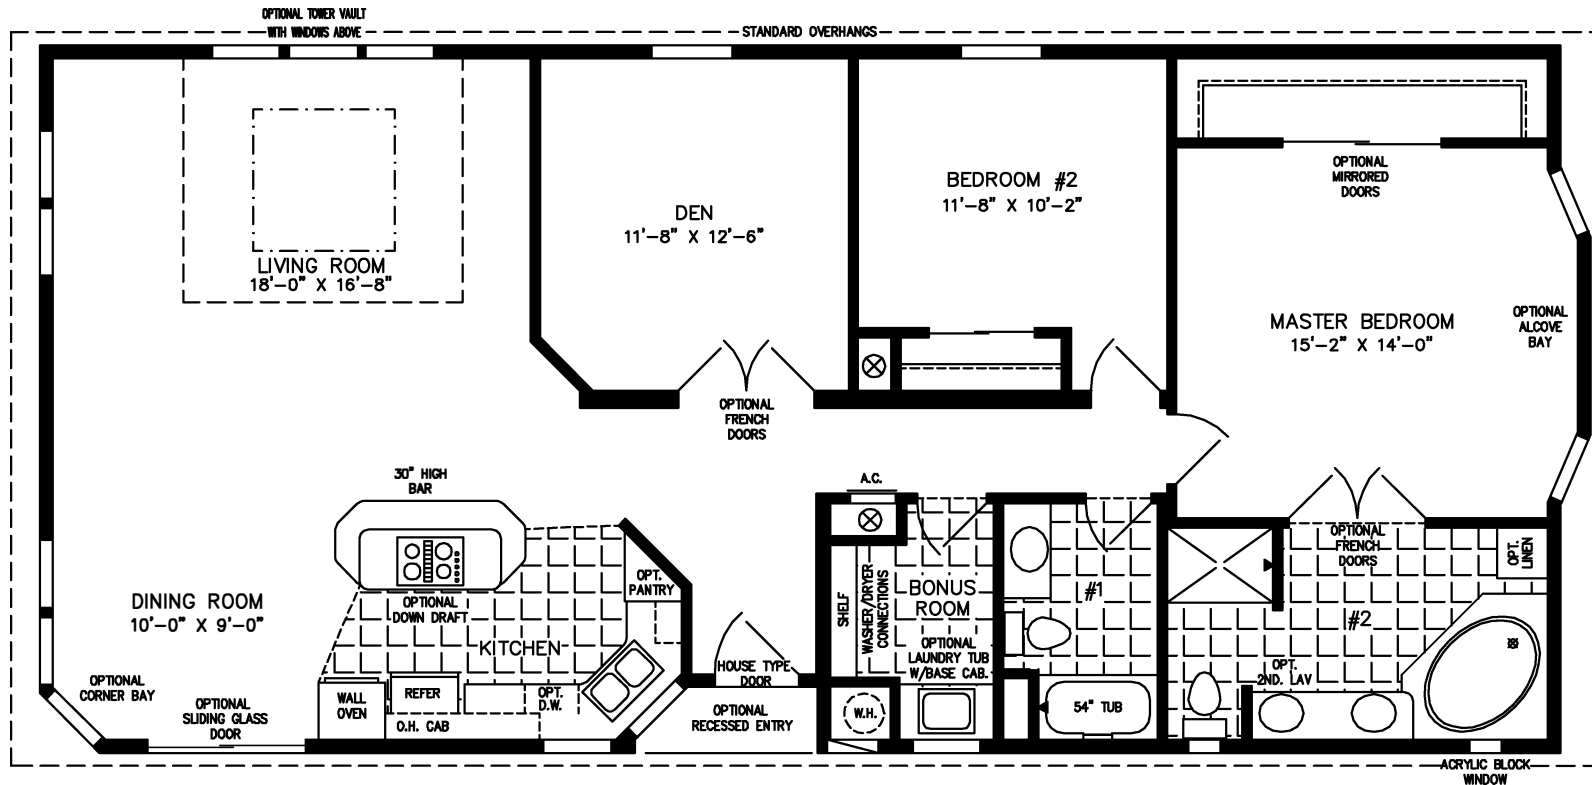 OPTIONAL TOWER VAULT
WITH WINDOWS ABOVE
STANDARD OVERHANGS
LIVING ROOM
18'-0" X 16'-8"
DEN
11'-8" X 12'-6"
BEDROOM #2
11'-8" X 10'-2"
OPTIONAL
MIRRORED
DOORS
MASTER BEDROOM
15'-2" X 14'-0"
OPTIONAL
ALCOVE
BAY
OPTIONAL
FRENCH
DOORS
30" HIGH
BAR
A.C.
OPTIONAL
FRENCH
DOORS
OPT.
LINEN
DINING ROOM
10'-0" X 9'-0"
OPTIONAL
DOWN DRAFT
KITCHEN
OPT.
PANTRY
SHELF
WASHER/DRYER
CONNECTIONS
BONUS
ROOM
OPTIONAL
LAUNDRY TUB
W/BASE CAB.
#1
#2
OPT.
2ND. LAV
HOUSE TYPE
DOOR
OPTIONAL
CORNER BAY
OPTIONAL
SLIDING GLASS
DOOR
WALL
OVEN
REFER
O.H. CAB
OPT.
D.W.
OPTIONAL
RECESSED ENTRY
W.H.
54" TUB
ACRYLIC BLOCK
WINDOW